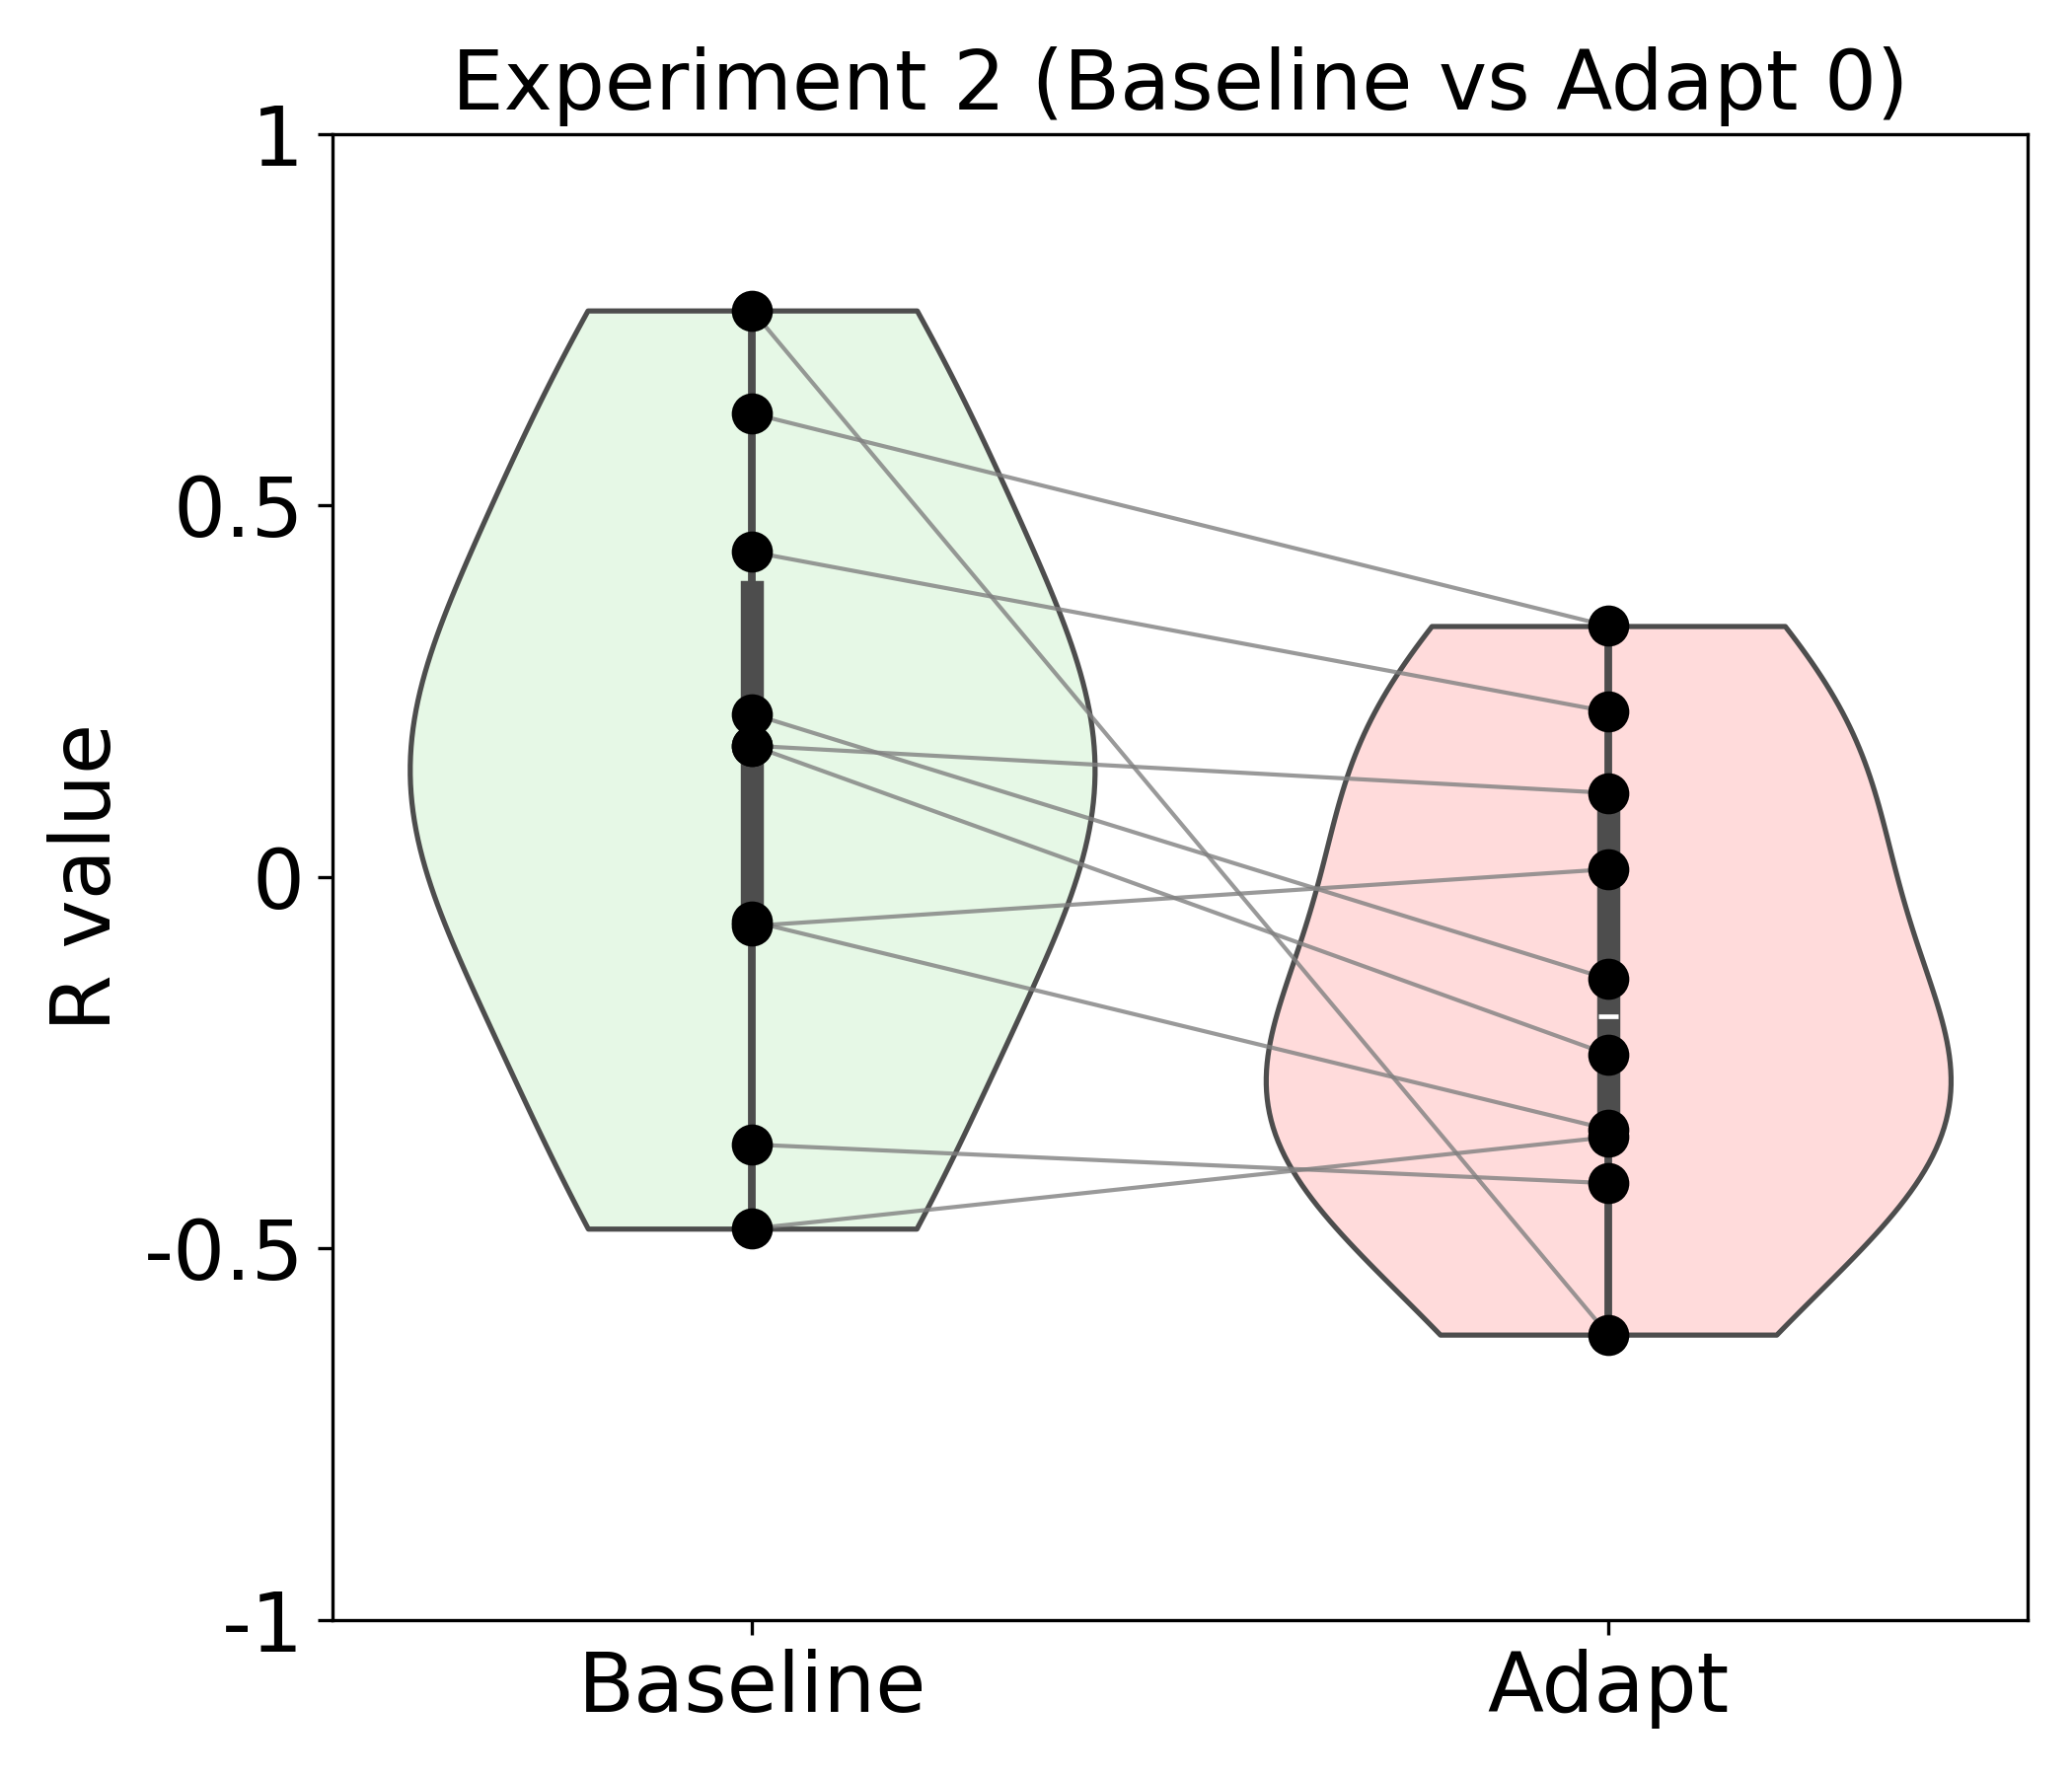 Experiment 2 (Baseline vs Adapt 0)
1
0.5
0
-0.5
-1
R value
Baseline
Adapt